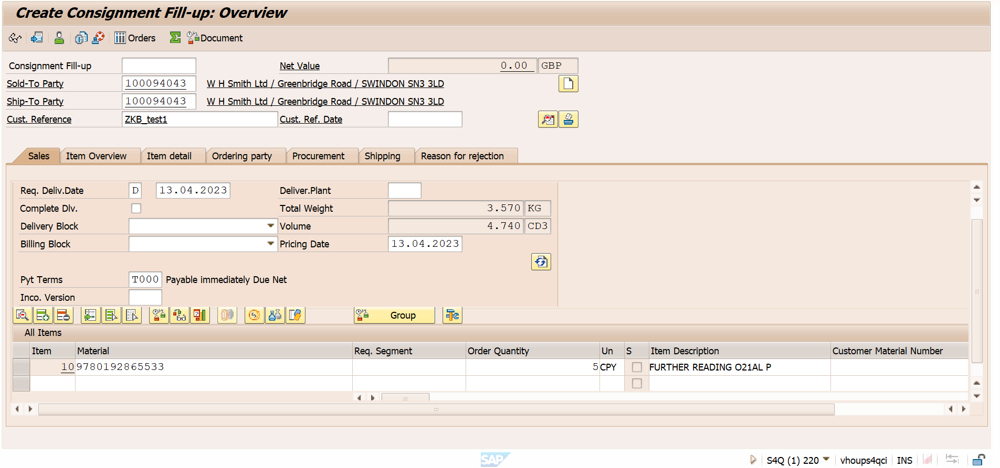 Create Consignment Fill-up: Overview
Orders Document
Consignment Fill-up Net Value 0.00 GBP
Sold-To Party 100094043 W H Smith Ltd / Greenbridge Road / SWINDON SN3 3LD
Ship-To Party 100094043 W H Smith Ltd / Greenbridge Road / SWINDON SN3 3LD
Cust. Reference ZKB_test1 Cust. Ref. Date
Sales Item Overview Item detail Ordering party Procurement Shipping Reason for rejection
Req. Deliv.Date D 13.04.2023 Deliver.Plant
Complete Dlv. Total Weight 3.570 KG
Delivery Block Volume 4.740 CD3
Billing Block Pricing Date 13.04.2023
Pyt Terms T000 Payable immediately Due Net
Inco. Version
Group
All Items
Item Material Req. Segment Order Quantity Un S Item Description Customer Material Number
10 9780192865533 5 CPY FURTHER READING O21AL P
SAP S4Q (1) 220 vhoups4qci INS